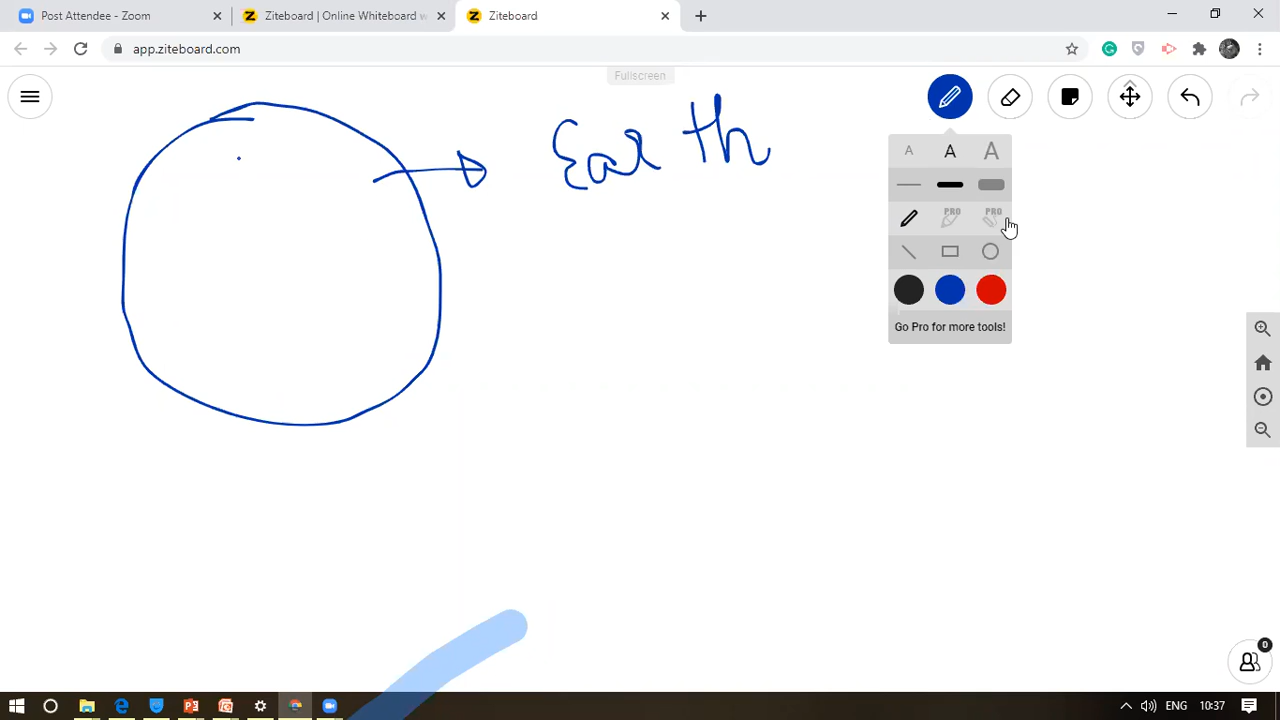 Post Attendee - Zoom
Ziteboard | Online Whiteboard w
Ziteboard
app.ziteboard.com
Fullscreen
Earth
A A A
PRO PRO
Go Pro for more tools!
0
ENG 10:37